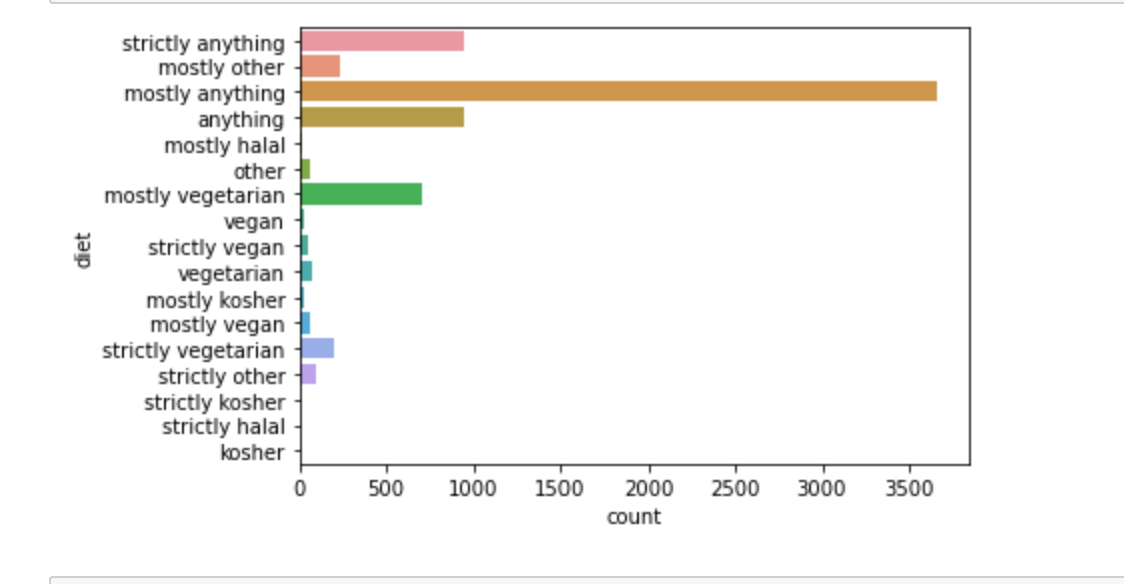 strictly anything
mostly other
mostly anything
anything
mostly halal
other
mostly vegetarian
vegan
strictly vegan
vegetarian
mostly kosher
mostly vegan
strictly vegetarian
strictly other
strictly kosher
strictly halal
kosher
diet
0 500 1000 1500 2000 2500 3000 3500
count